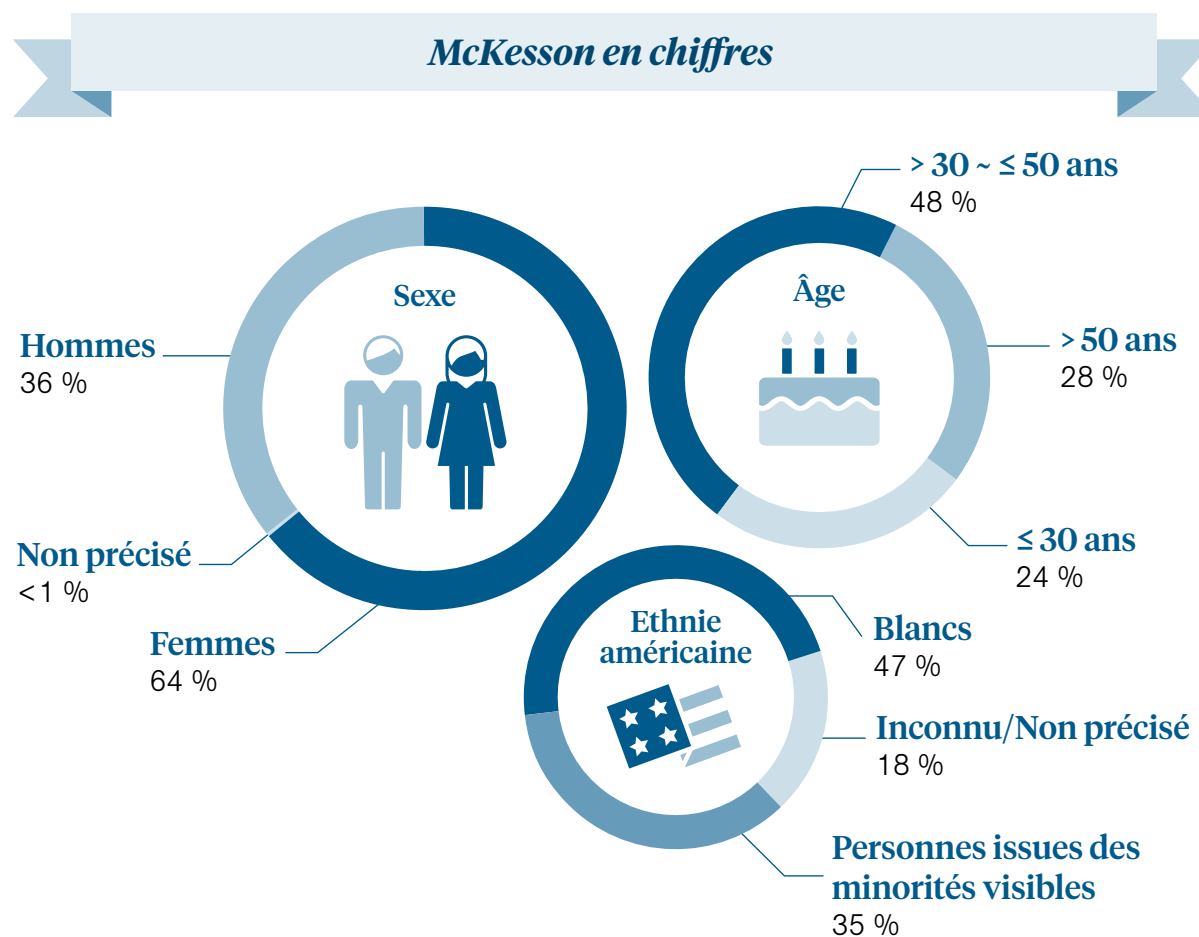 McKesson en chiffres
Sexe
Hommes
36 %
Non précisé
<1 %
Femmes
64 %
Âge
> 30 ~ ≤ 50 ans
48 %
> 50 ans
28 %
≤ 30 ans
24 %
Ethnie
américaine
Blancs
47 %
Inconnu/Non précisé
18 %
Personnes issues des
minorités visibles
35 %